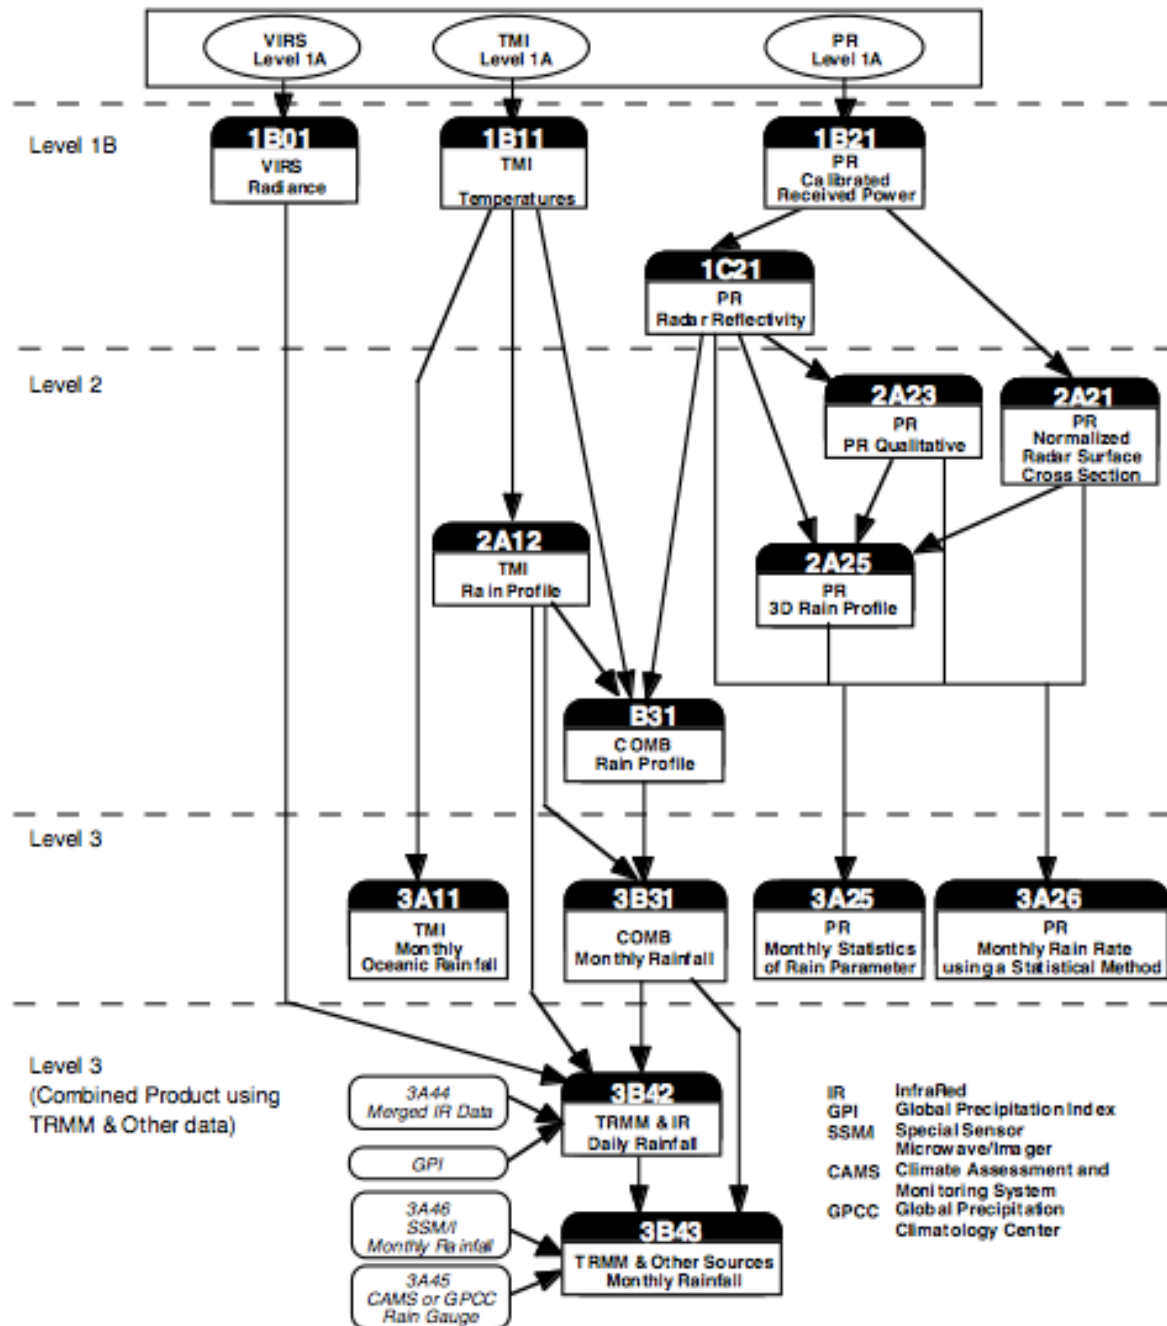 VIRS
Level 1A
TMI
Level 1A
PR
Level 1A
Level 1B
1B01
VIRS
Radiance
1B11
TMI
Temperatures
1B21
PR
Calibrated
Received Power
1C21
PR
Radar Reflectivity
Level 2
2A23
PR
PR Qualitative
2A21
PR
Normalized
Radar Surface
Cross Section
2A12
TMI
Rain Profile
2A25
PR
3D Rain Profile
B31
COMB
Rain Profile
Level 3
3A11
TMI
Monthly
Oceanic Rainfall
3B31
COMB
Monthly Rainfall
3A25
PR
Monthly Statistics
of Rain Parameter
3A26
PR
Monthly Rain Rate
using a Statistical Method
Level 3
(Combined Product using
TRMM & Other data)
3A44
Merged IR Data
GPI
3A46
SSM/I
Monthly Rainfall
3A45
CAMS or GPCC
Rain Gauge
3B42
TRMM & IR
Daily Rainfall
3B43
TRMM & Other Sources
Monthly Rainfall
IR InfraRed
GPI Global Precipitation Index
SSM/I Special Sensor
Microwave/Imager
CAMS Climate Assessment and
Monitoring System
GPCC Global Precipitation
Climatology Center